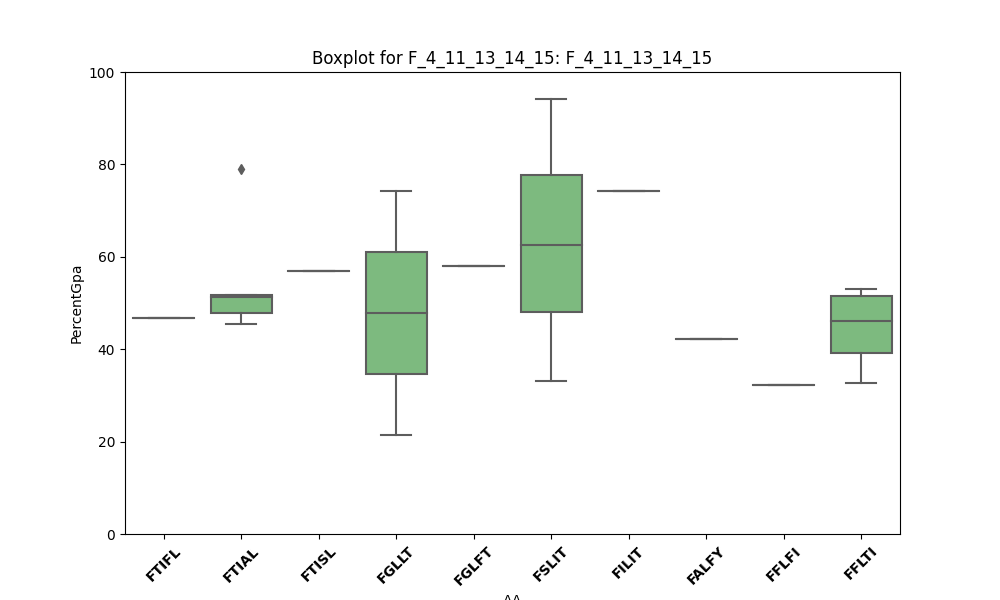 Boxplot for F_4_11_13_14_15: F_4_11_13_14_15
PercentGpa
100
80
60
40
20
0
FTIFL
FTIAL
FTISL
FGLLT
FGLFT
FSLIT
FILIT
FALFY
FFLFI
FFLTI
AA